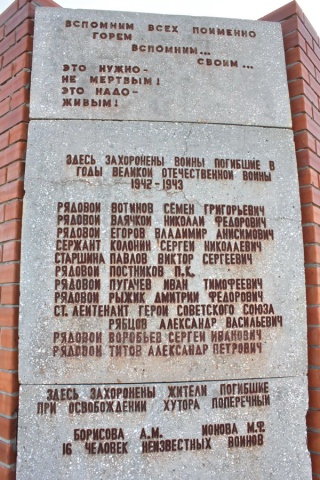 ВСПОМНИМ ВСЕХ ПОИМЕННО
ГОРЕМ
ВСПОМНИМ...
СВОИМ...
ЭТО НУЖНО-
НЕ МЕРТВЫМ!
ЭТО НАДО-
ЖИВЫМ!
ЗДЕСЬ ЗАХОРОНЕНЫ ВОИНЫ ПОГИБШИЕ В
ГОДЫ ВЕЛИКОЙ ОТЕЧЕСТВЕННОЙ ВОЙНЫ
1942-1943
РЯДОВОЙ ВОТИНОВ СЕМЕН ГРИГОРЬЕВИЧ
РЯДОВОЙ ВАЯЧКОИ НИКОЛАЙ ФЕДОРОВИЧ
РЯДОВОЙ ЕГОРОВ ВЛАДИМИР АНИСИМОВИЧ
СЕРЖАНТ КОЛОНИН СЕРГЕЙ НИКОЛАЕВИЧ
СТАРШИНА ПАВЛОВ ВИКТОР СЕРГЕЕВИЧ
РЯДОВОЙ ПОСТНИКОВ П.К.
РЯДОВОЙ ПУГАЧЕВ ИВАН ТИМОФЕЕВИЧ
РЯДОВОЙ РЫЖИК ДМИТРИЙ ФЕДОРОВИЧ
СТ. ЛЕИТЕНАНТ ГЕРОЙ СОВЕТСКОГО СОЮЗА
РЯБЦОВ АЛЕКСАНДР ВАСИЛЬЕВИЧ
РЯДОВОЙ ВОРОБЬЕВ СЕРГЕЙ ИВАНОВИЧ
РЯДОВОЙ ТИТОВ АЛЕКСАНДР ПЕТРОВИЧ
ЗДЕСЬ ЗАХОРОНЕНЫ ЖИТЕЛИ ПОГИБШИЕ
ПРИ ОСВОБОЖДЕНИИ ХУТОРА ПОПЕРЕЧНЫЙ
БОРИСОВА А.М. ИОНОВА М.Ф.
16 ЧЕЛОВЕК НЕИЗВЕСТНЫХ ВОИНОВ